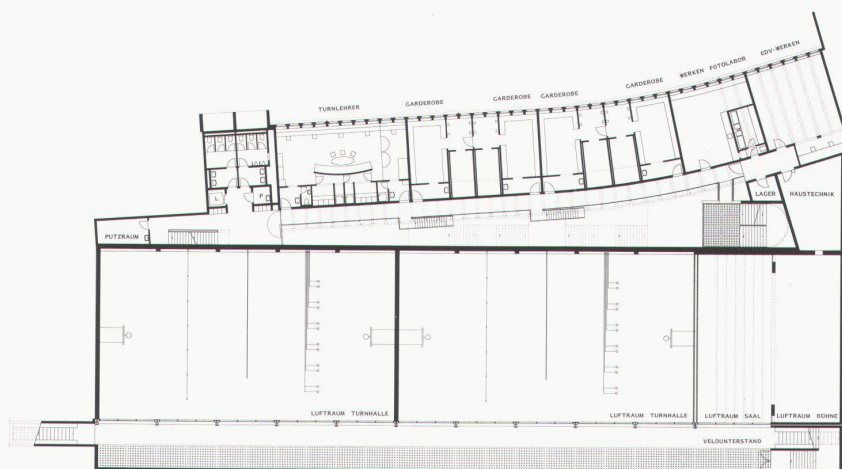 EDV-WERKEN
WERKEN FOTOLABOR
GARDEROBE
GARDEROBE GARDEROBE
GARDEROBE
TURNLEHRER
L
P
PUTZRAUM
LAGER
HAUSTECHNIK
LUFTRAUM TURNHALLE
LUFTRAUM TURNHALLE
LUFTRAUM SAAL
LUFTRAUM BÜHNE
VELOUNTERSTAND